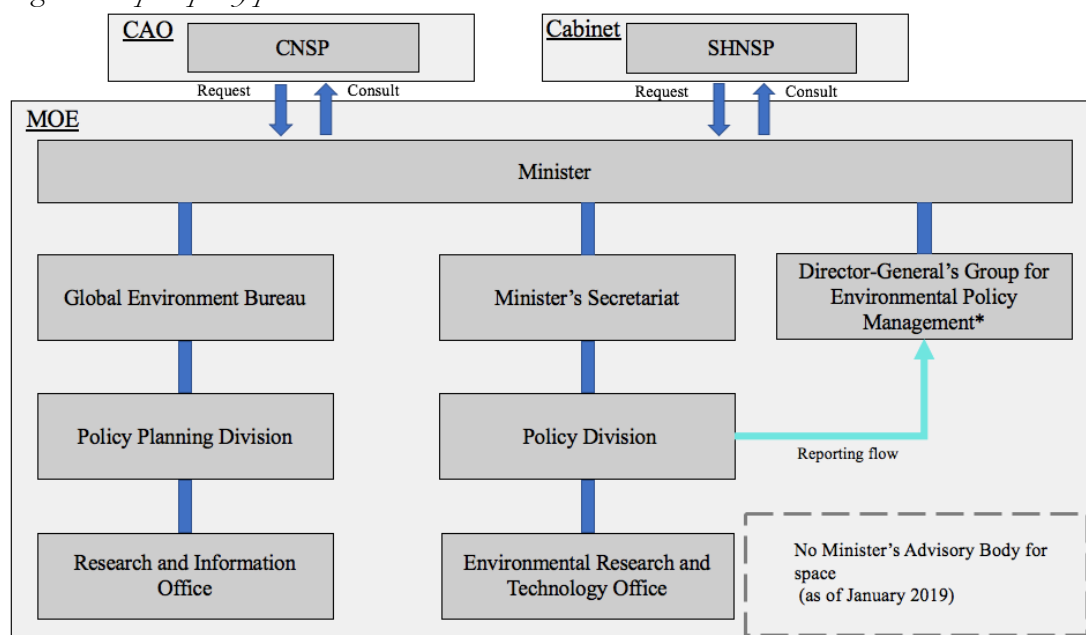 CAO
CNSP
Cabinet
SHNSP
Request
Consult
Request
Consult
MOE
Minister
Global Environment Bureau
Minister’s Secretariat
Director-General’s Group for
Environmental Policy
Management*
Policy Planning Division
Policy Division
Reporting flow
Research and Information
Office
Environmental Research and
Technology Office
No Minister’s Advisory Body for
space
(as of January 2019)